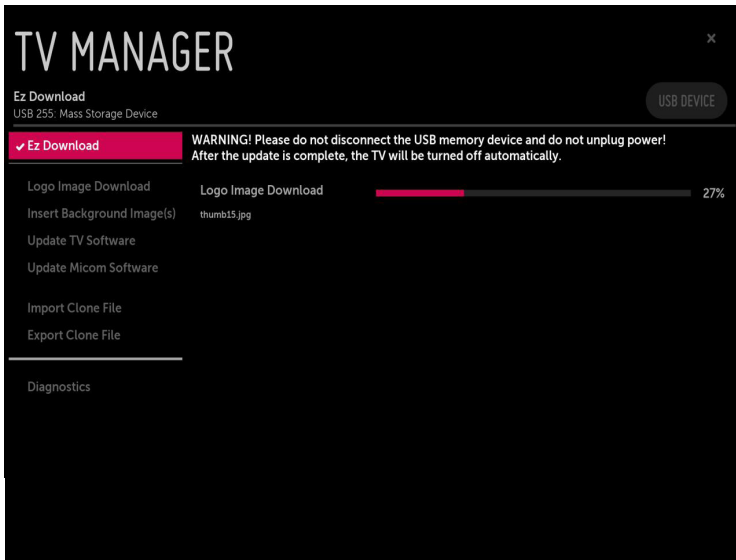 TV MANAGER
×
Ez Download
USB 255: Mass Storage Device
USB DEVICE
✔ Ez Download
WARNING! Please do not disconnect the USB memory device and do not unplug power!
After the update is complete, the TV will be turned off automatically.
Logo Image Download
Insert Background Image(s)
Update TV Software
Update Micom Software
Import Clone File
Export Clone File
Diagnostics
Logo Image Download
27%
thumb15.jpg